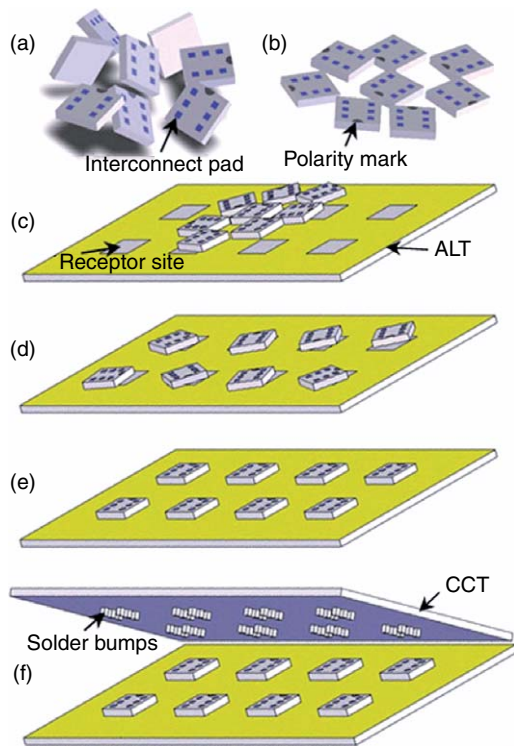 (a)
(b)
Interconnect pad
Polarity mark
(c)
Receptor site
ALT
(d)
(e)
CCT
Solder bumps
(f)